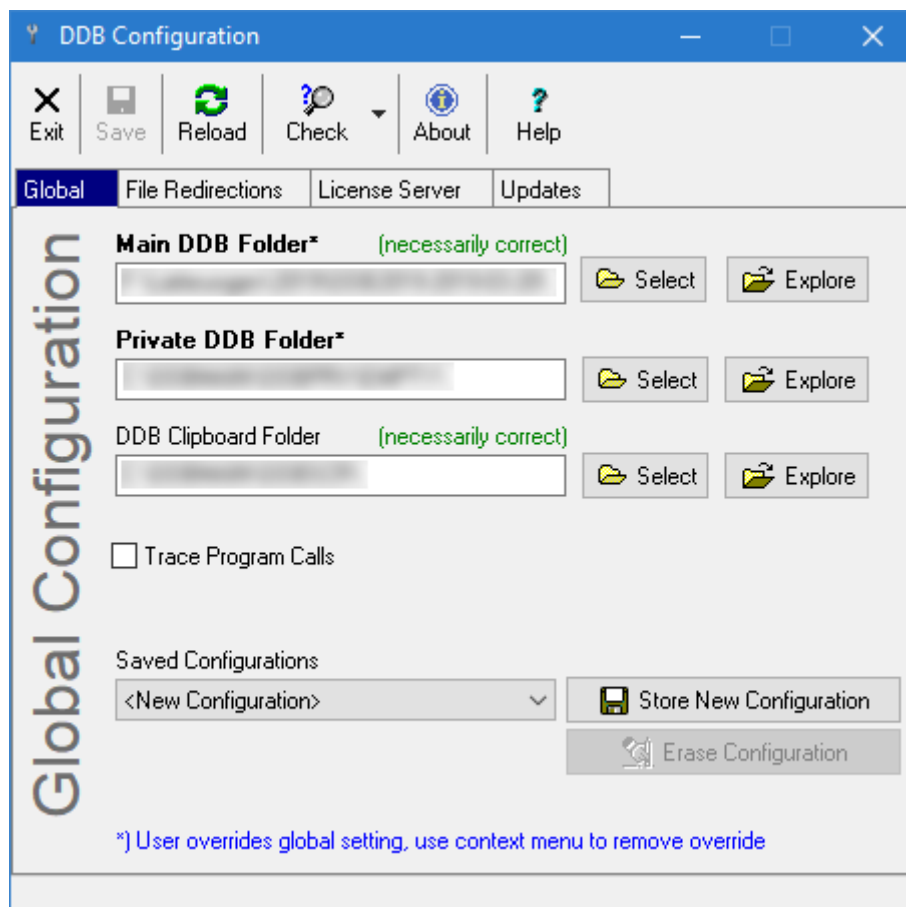 DDB Configuration
Exit Save Reload Check About Help
Global File Redirections License Server Updates
Global Configuration
Main DDB Folder* (necessarily correct)
Select Explore
Private DDB Folder*
Select Explore
DDB Clipboard Folder (necessarily correct)
Select Explore
Trace Program Calls
Saved Configurations
<New Configuration> Store New Configuration
Erase Configuration
*) User overrides global setting, use context menu to remove override